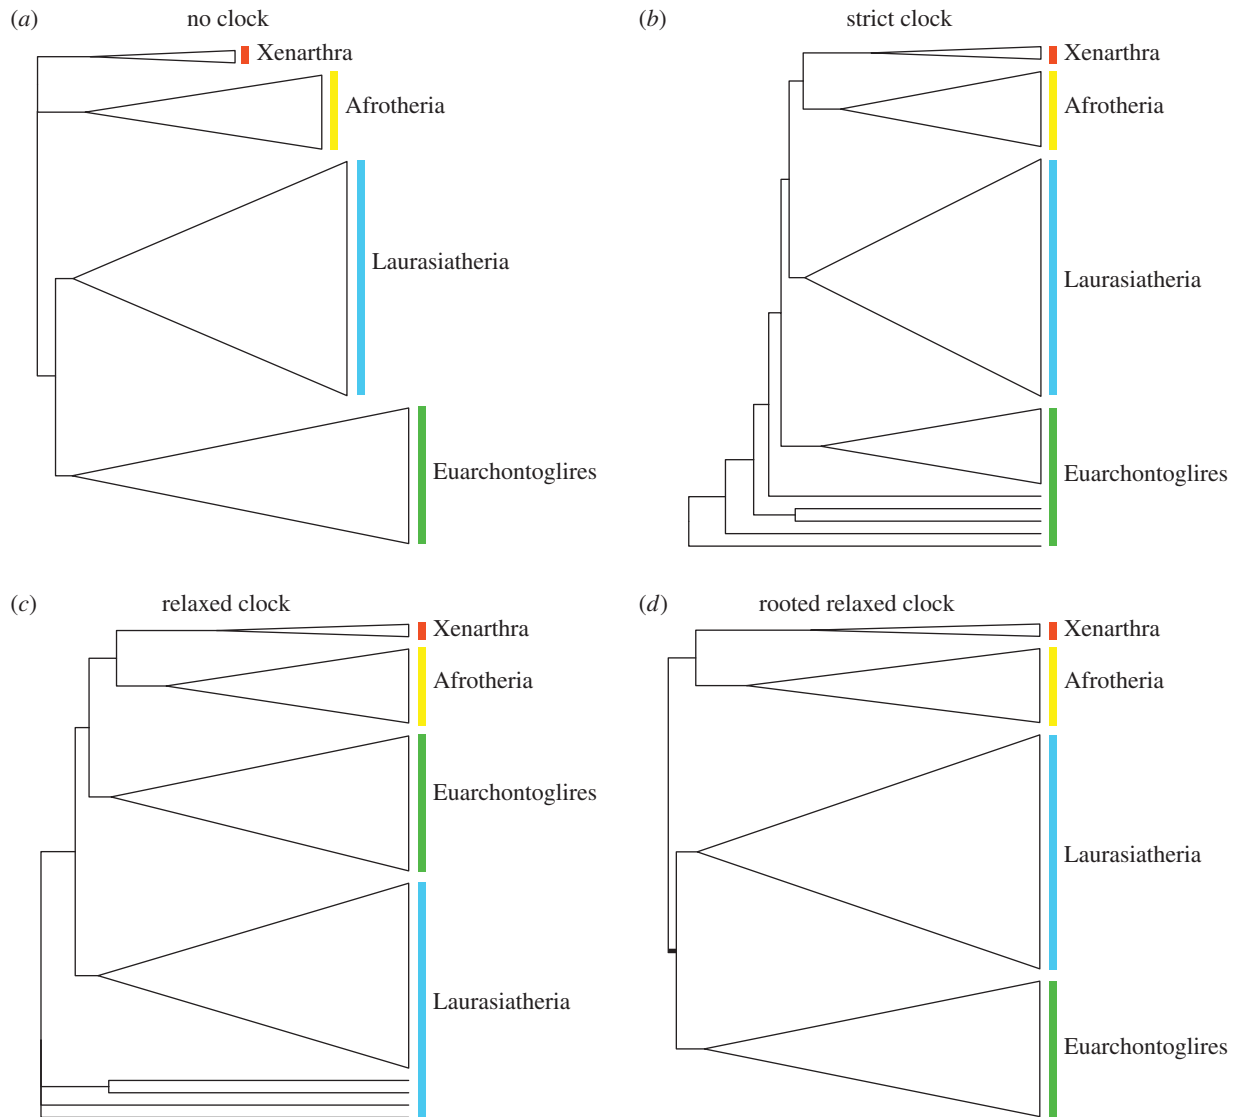 (a) no clock
Xenarthra
Afrotheria
Laurasiatheria
Euarchontoglires
(b) strict clock
Xenarthra
Afrotheria
Laurasiatheria
Euarchontoglires
(c) relaxed clock
Xenarthra
Afrotheria
Euarchontoglires
Laurasiatheria
(d) rooted relaxed clock
Xenarthra
Afrotheria
Laurasiatheria
Euarchontoglires